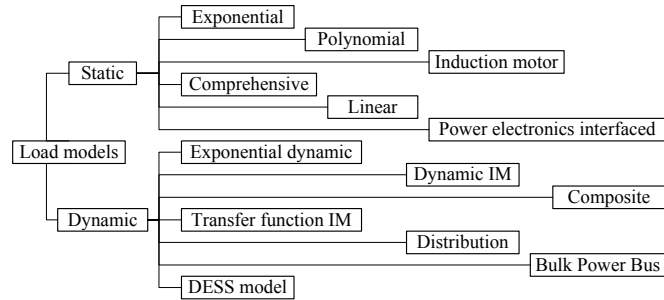 Exponential
Polynomial
Induction motor
Static
Comprehensive
Linear
Power electronics interfaced
Load models
Exponential dynamic
Dynamic IM
Composite
Dynamic
Transfer function IM
Distribution
Bulk Power Bus
DESS model